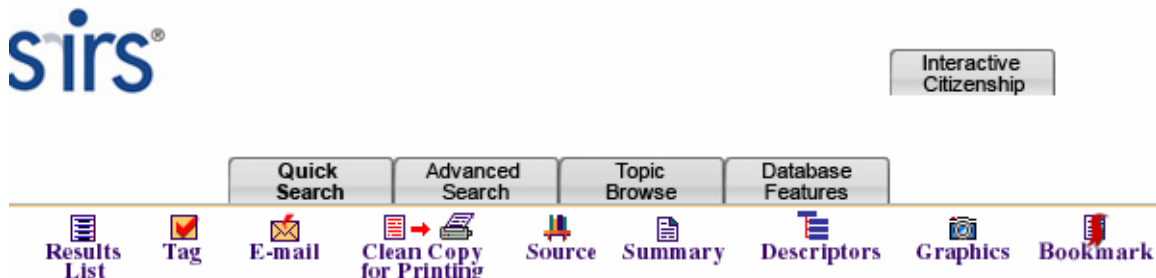 sirs®
Interactive
Citizenship
Quick
Search
Advanced
Search
Topic
Browse
Database
Features
Results
List
Tag
E-mail
Clean Copy
for Printing
Source
Summary
Descriptors
Graphics
Bookmark